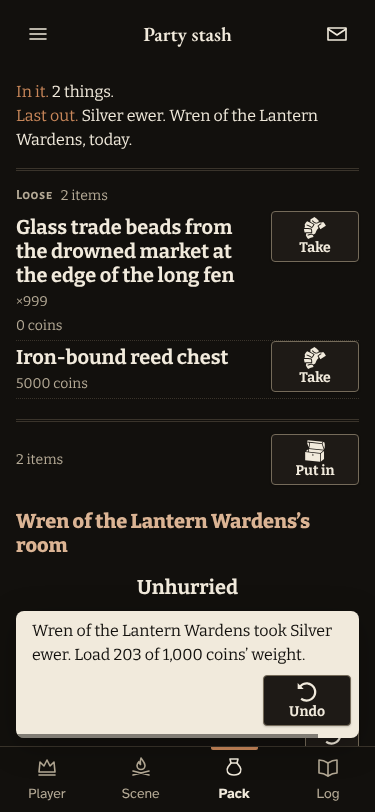 Party stash
In it. 2 things.
Last out. Silver ewer. Wren of the Lantern
Wardens, today.
Loose 2 items
Glass trade beads from
the drowned market at
the edge of the long fen
×999
0 coins
Take
Iron-bound reed chest
5000 coins
Take
2 items
Put in
Wren of the Lantern Wardens’s
room
Unhurried
Wren of the Lantern Wardens took Silver
ewer. Load 203 of 1,000 coins’ weight.
Undo
Player
Scene
Pack
Log